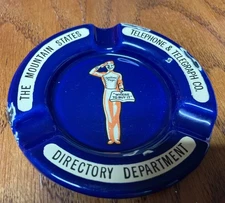 THE MOUNTAIN STATES
TELEPHONE & TELEGRAPH CO.
DIRECTORY DEPARTMENT